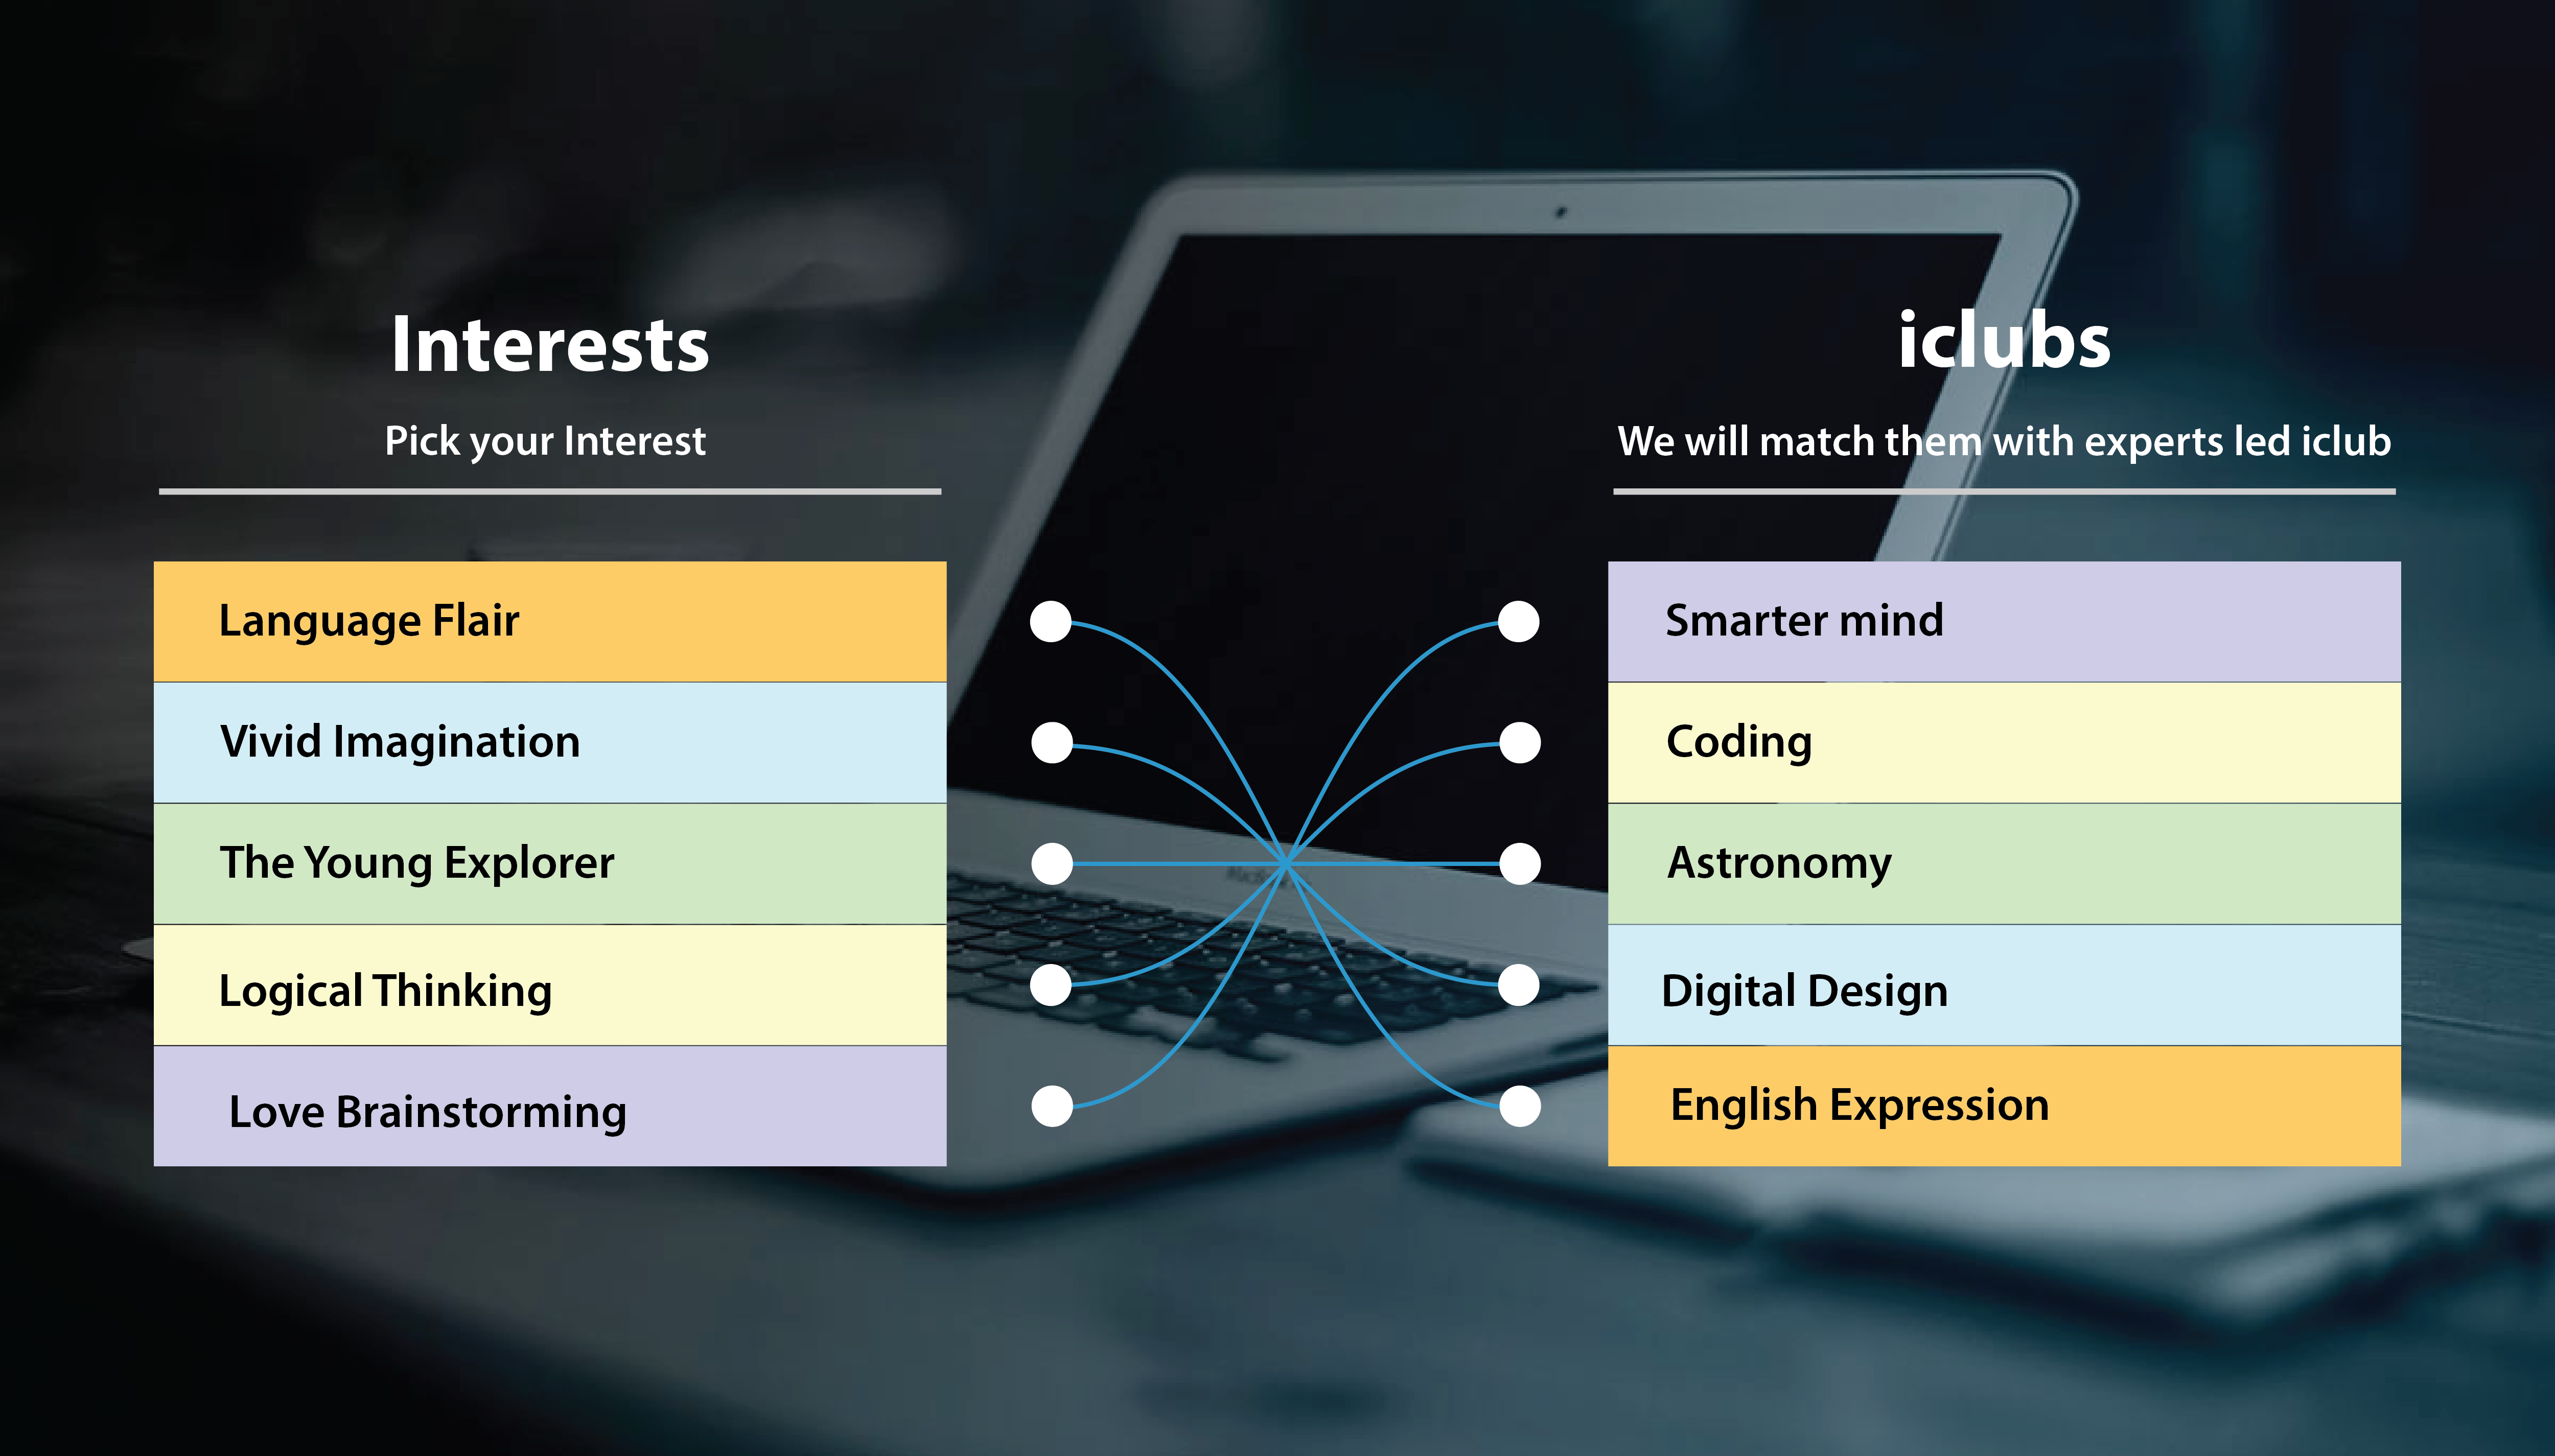 Interests
Pick your Interest
Language Flair
Vivid Imagination
The Young Explorer
Logical Thinking
Love Brainstorming
iclubs
We will match them with experts led iclub
Smarter mind
Coding
Astronomy
Digital Design
English Expression